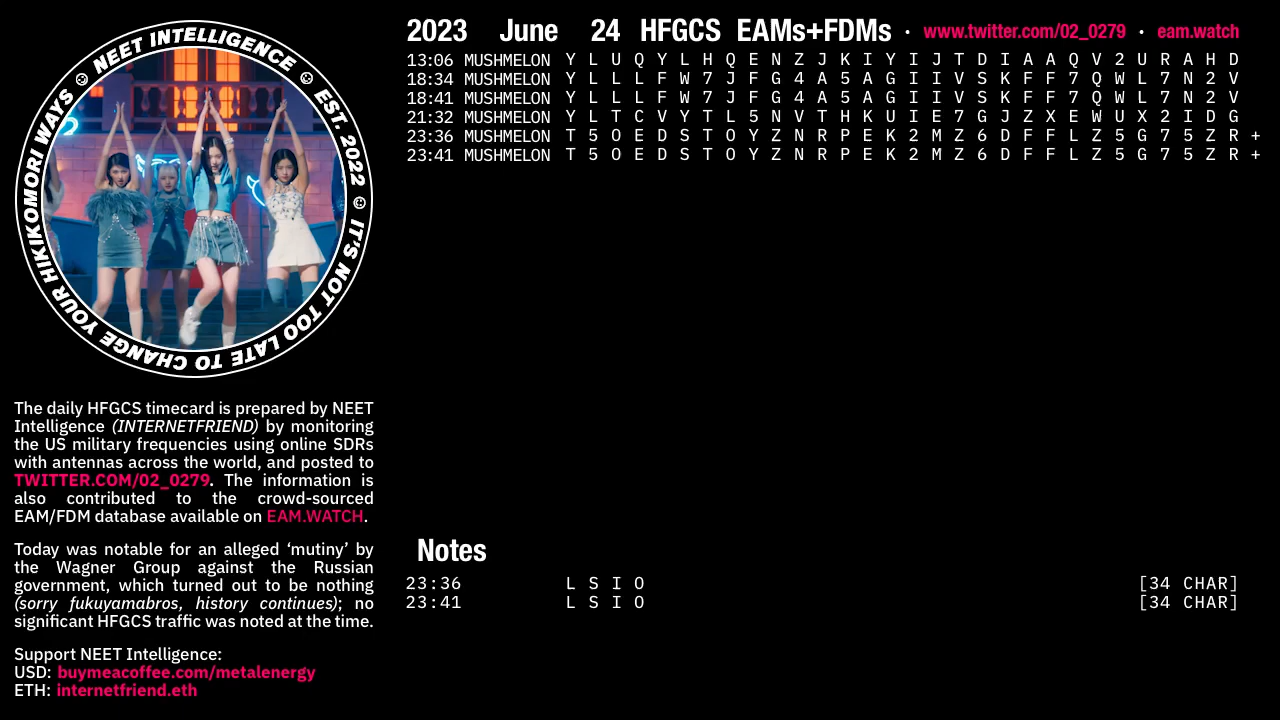 NEET INTELLIGENCE ☺ EST. 2022 ☺ IT'S NOT TOO LATE TO CHANGE YOUR HIKIKOMORI WAYS ☺
The daily HFGCS timecard is prepared by NEET
Intelligence (INTERNETFRIEND) by monitoring
the US military frequencies using online SDRs
with antennas across the world, and posted to
TWITTER.COM/02_0279. The information is
also contributed to the crowd-sourced
EAM/FDM database available on EAM.WATCH.
Today was notable for an alleged ‘mutiny’ by
the Wagner Group against the Russian
government, which turned out to be nothing
(sorry fukuyamabros, history continues); no
significant HFGCS traffic was noted at the time.
Support NEET Intelligence:
USD: buymeacoffee.com/metalenergy
ETH: internetfriend.eth
2023 June 24 HFGCS EAMs+FDMs · www.twitter.com/02_0279 · eam.watch
13:06 MUSHMELON Y L U Q Y L H Q E N Z J K I Y I J T D I A A Q V 2 U R A H D
18:34 MUSHMELON Y L L L F W 7 J F G 4 A 5 A G I I V S K F F 7 Q W L 7 N 2 V
18:41 MUSHMELON Y L L L F W 7 J F G 4 A 5 A G I I V S K F F 7 Q W L 7 N 2 V
21:32 MUSHMELON Y L T C V Y T L 5 N V T H K U I E 7 G J Z X E W U X 2 I D G
23:36 MUSHMELON T 5 O E D S T O Y Z N R P E K 2 M Z 6 D F F L Z 5 G 7 5 Z R +
23:41 MUSHMELON T 5 O E D S T O Y Z N R P E K 2 M Z 6 D F F L Z 5 G 7 5 Z R +
Notes
23:36 L S I O [34 CHAR]
23:41 L S I O [34 CHAR]